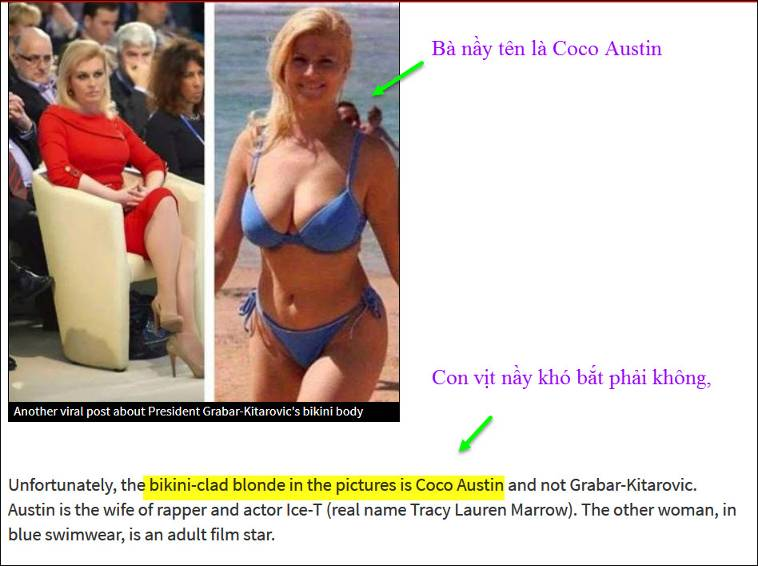 Bà nầy tên là Coco Austin
Con vịt nầy khó bắt phải không,
Another viral post about President Grabar-Kitarovic's bikini body
Unfortunately, the bikini-clad blonde in the pictures is Coco Austin and not Grabar-Kitarovic.
Austin is the wife of rapper and actor Ice-T (real name Tracy Lauren Marrow). The other woman, in
blue swimwear, is an adult film star.